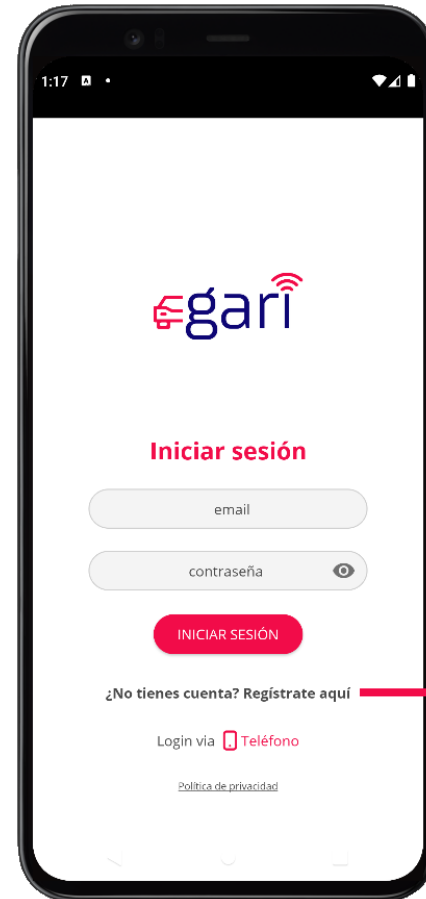 1:17
egari
Iniciar sesión
email
contraseña
INICIAR SESIÓN
¿No tienes cuenta? Regístrate aquí
Login via Teléfono
Política de privacidad